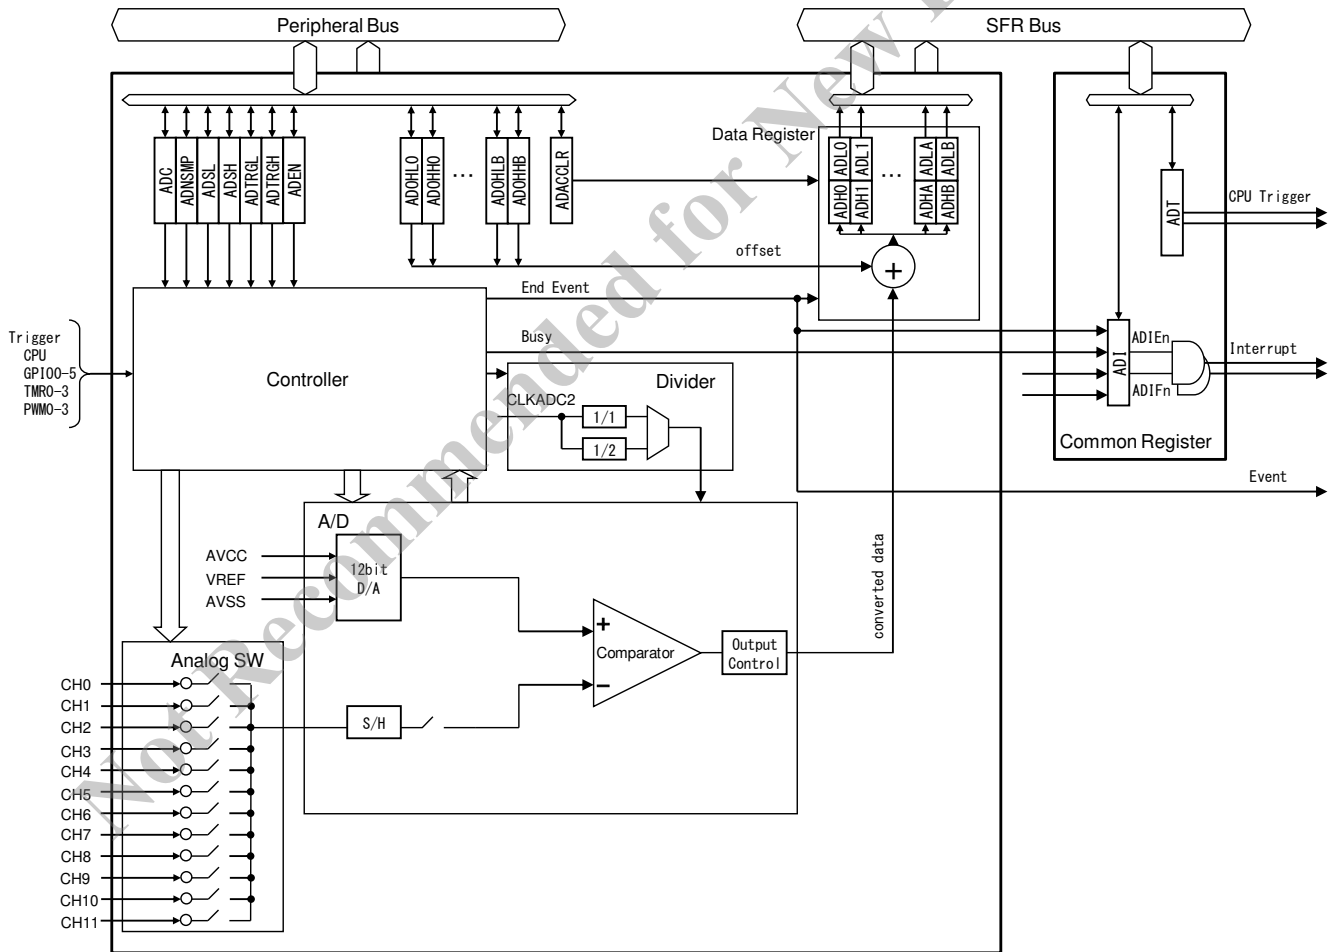 Peripheral Bus
SFR Bus
Data Register
ADC
ADNSMP
ADSL
ADSH
ADTRGL
ADTRGH
ADEN
ADOHL0
ADOHH0
...
ADOHLB
ADOHHB
ADACCLR
ADH0 ADL0
ADH1 ADL1
...
ADHA ADLA
ADHB ADLB
ADT
CPU Trigger
offset
+
End Event
Busy
Trigger
CPU
GPIO0-5
TMR0-3
PWM0-3
Controller
Divider
CLKADC2
1/1
1/2
ADI
ADIEn
ADIFn
Interrupt
Common Register
Event
A/D
AVCC
VREF
AVSS
12bit
D/A
converted data
+
Comparator
−
Output
Control
S/H
Analog SW
CH0
CH1
CH2
CH3
CH4
CH5
CH6
CH7
CH8
CH9
CH10
CH11
Not Recommended for New